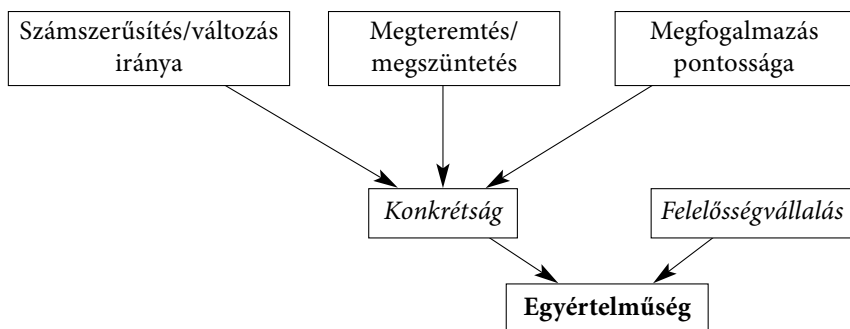 Számszerűsítés/változás
iránya
Megteremtés/
megszüntetés
Megfogalmazás
pontossága
Konkrétság
Felelősségvállalás
Egyértelműség